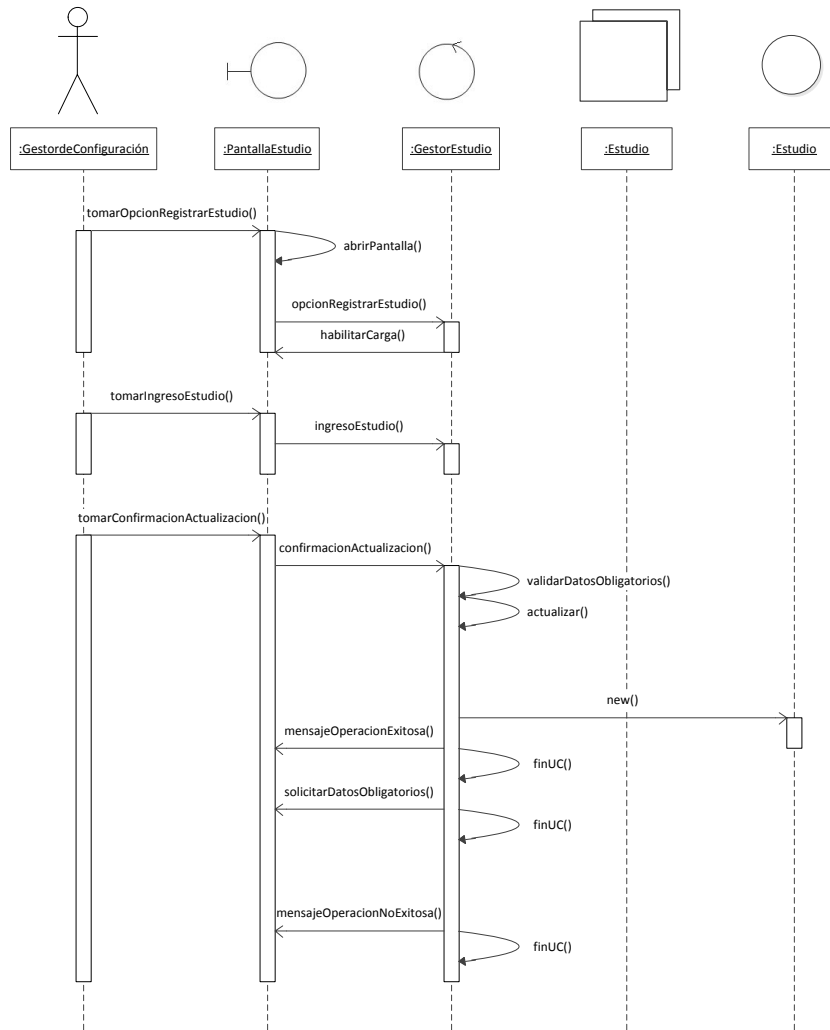 :GestordeConfiguración
:PantallaEstudio
:GestorEstudio
:Estudio
:Estudio
tomarOpcionRegistrarEstudio()
abrirPantalla()
opcionRegistrarEstudio()
habilitarCarga()
tomarIngresoEstudio()
ingresoEstudio()
tomarConfirmacionActualizacion()
confirmacionActualizacion()
validarDatosObligatorios()
actualizar()
new()
mensajeOperacionExitosa()
finUC()
solicitarDatosObligatorios()
finUC()
mensajeOperacionNoExitosa()
finUC()